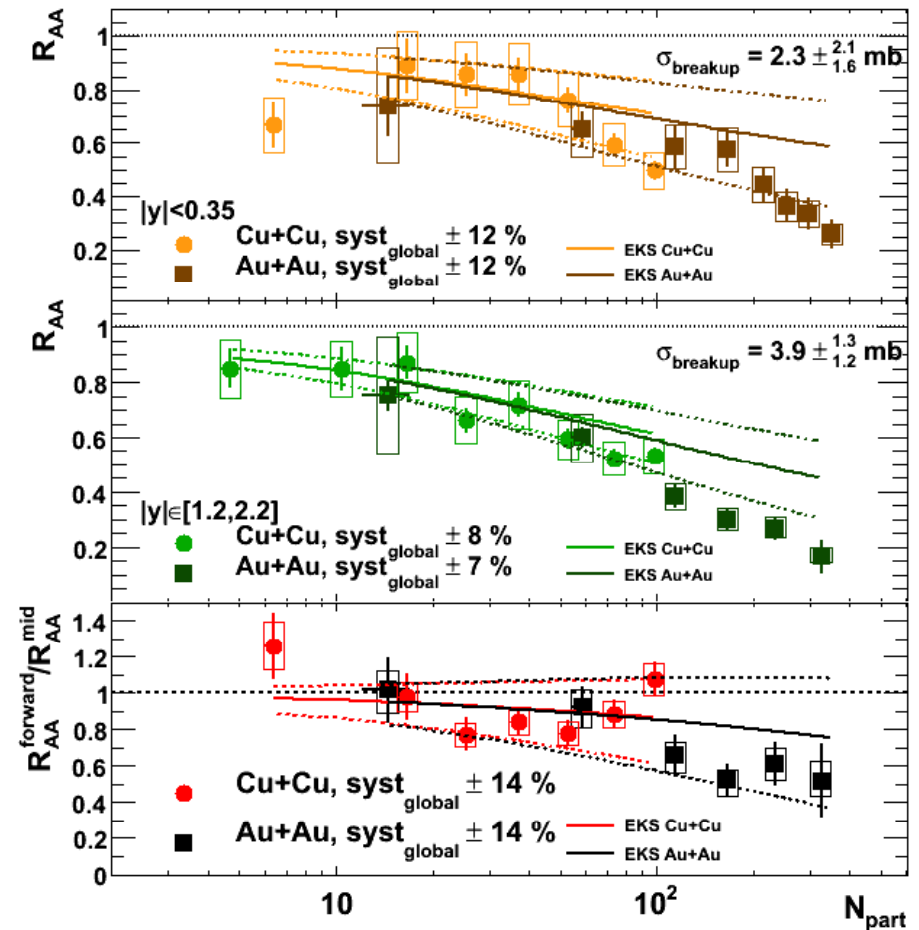 R_AA
1
0.8
0.6
0.4
0.2
σ_breakup = 2.3 ± ^2.1 _1.6 mb
|y|<0.35
Cu+Cu, syst_global ± 12 %
Au+Au, syst_global ± 12 %
EKS Cu+Cu
EKS Au+Au
R_AA
1
0.8
0.6
0.4
0.2
σ_breakup = 3.9 ± ^1.3 _1.2 mb
|y|∈[1.2,2.2]
Cu+Cu, syst_global ± 8 %
Au+Au, syst_global ± 7 %
EKS Cu+Cu
EKS Au+Au
R_AA^forward/R_AA^mid
1.4
1.2
1
0.8
0.6
0.4
0.2
0
Cu+Cu, syst_global ± 14 %
Au+Au, syst_global ± 14 %
EKS Cu+Cu
EKS Au+Au
10
10^2
N_part